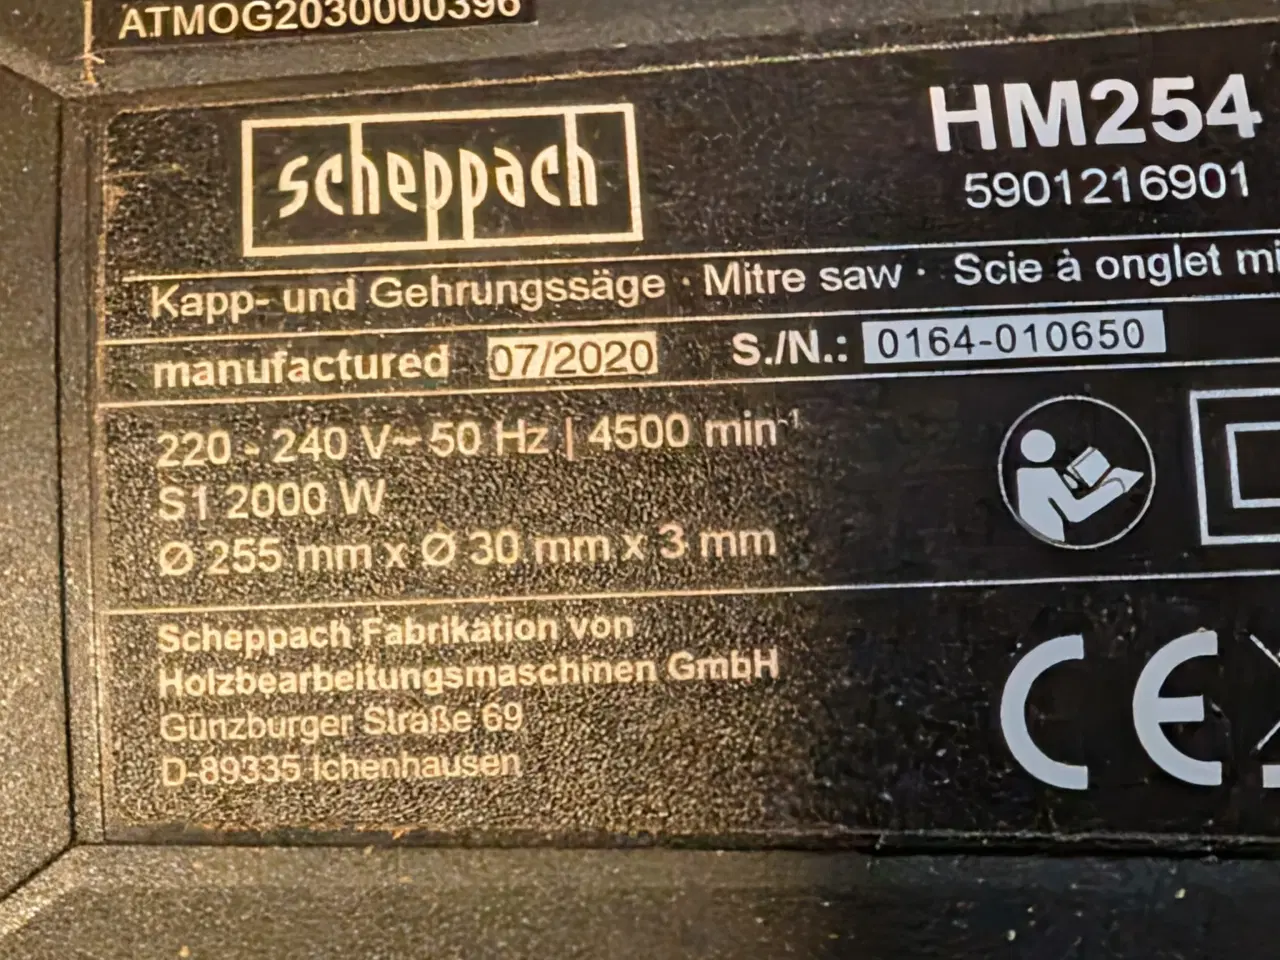 ATMOG2030000396
scheppach
HM254
5901216901
Kapp- und Gehrungssäge · Mitre saw · Scie à onglet mi
manufactured 07/2020 S./N.: 0164-010650
220 - 240 V~ 50 Hz | 4500 min⁻¹
S1 2000 W
Ø 255 mm x Ø 30 mm x 3 mm
Scheppach Fabrikation von
Holzbearbeitungsmaschinen GmbH
Günzburger Straße 69
D-89335 Ichenhausen
CE